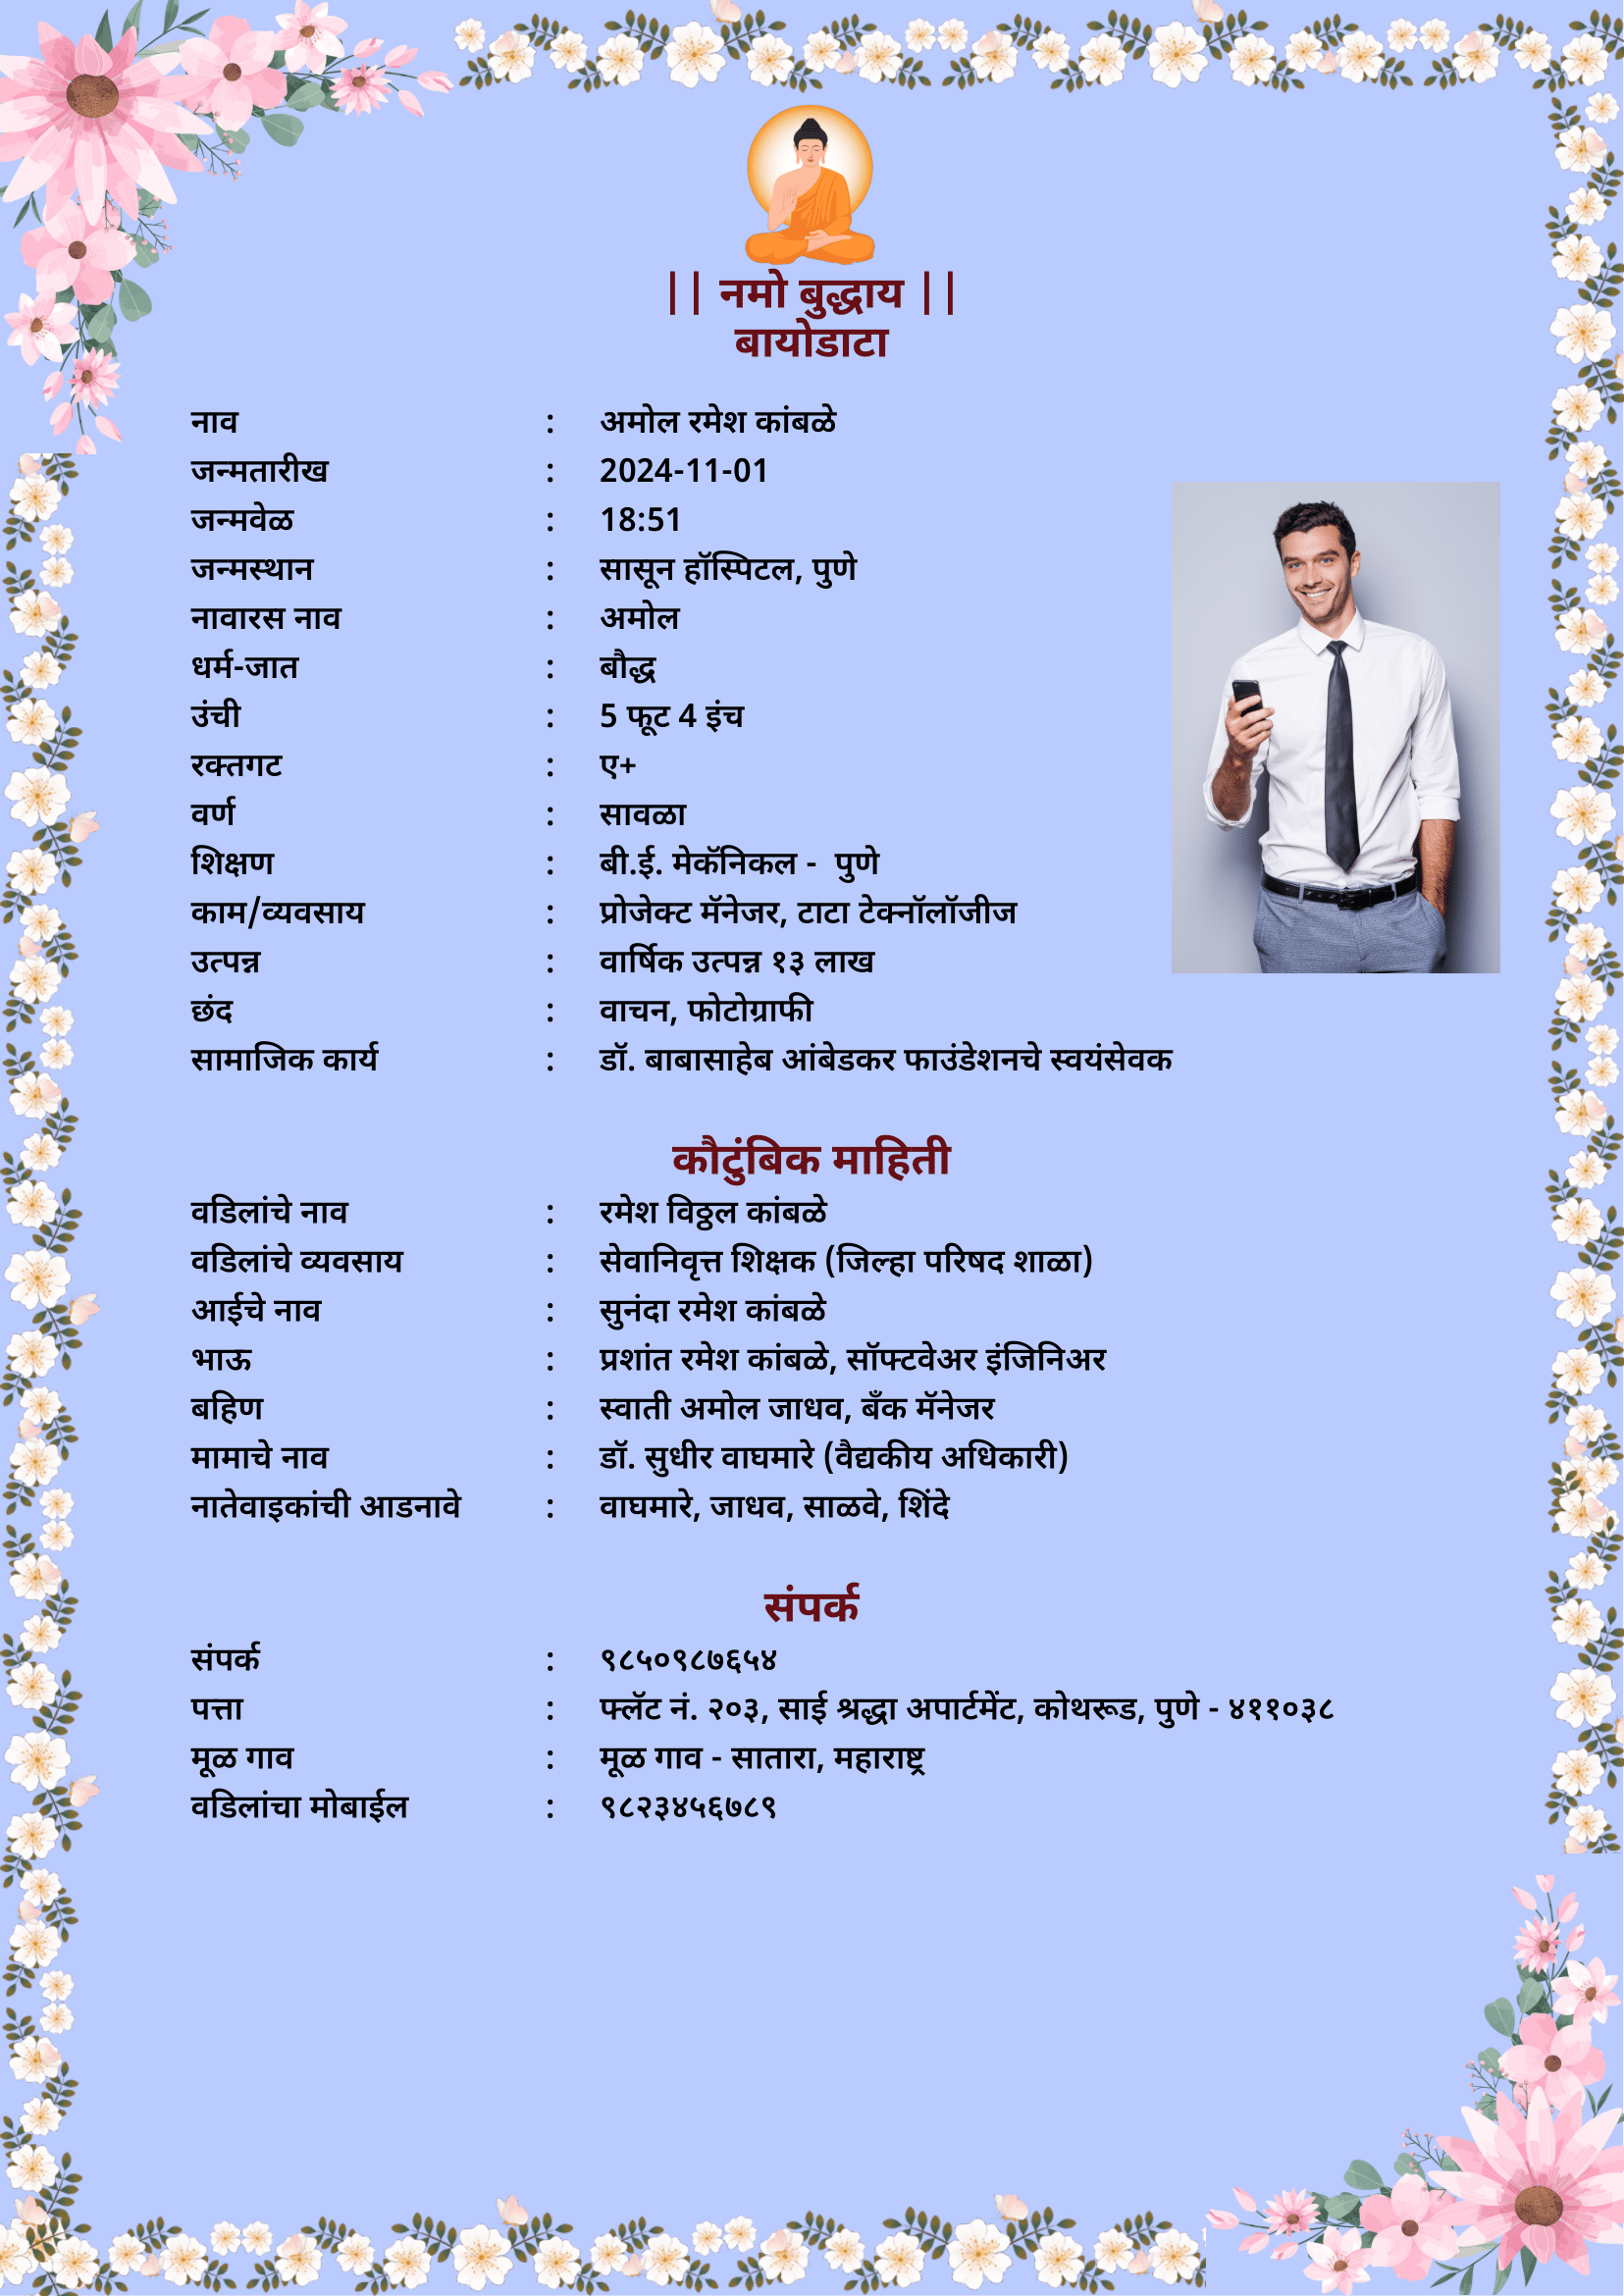 || नमो बुद्धाय ||
बायोडाटा
नाव : अमोल रमेश कांबळे
जन्मतारीख : 2024-11-01
जन्मवेळ : 18:51
जन्मस्थान : सासून हॉस्पिटल, पुणे
नावारस नाव : अमोल
धर्म-जात : बौद्ध
उंची : 5 फूट 4 इंच
रक्तगट : ए+
वर्ण : सावळा
शिक्षण : बी.ई. मेकॅनिकल - पुणे
काम/व्यवसाय : प्रोजेक्ट मॅनेजर, टाटा टेक्नॉलॉजीज
उत्पन्न : वार्षिक उत्पन्न १३ लाख
छंद : वाचन, फोटोग्राफी
सामाजिक कार्य : डॉ. बाबासाहेब आंबेडकर फाउंडेशनचे स्वयंसेवक
कौटुंबिक माहिती
वडिलांचे नाव : रमेश विठ्ठल कांबळे
वडिलांचे व्यवसाय : सेवानिवृत्त शिक्षक (जिल्हा परिषद शाळा)
आईचे नाव : सुनंदा रमेश कांबळे
भाऊ : प्रशांत रमेश कांबळे, सॉफ्टवेअर इंजिनिअर
बहिण : स्वाती अमोल जाधव, बँक मॅनेजर
मामाचे नाव : डॉ. सुधीर वाघमारे (वैद्यकीय अधिकारी)
नातेवाइकांची आडनावे : वाघमारे, जाधव, साळवे, शिंदे
संपर्क
संपर्क : ९८५०९८७६५४
पत्ता : फ्लॅट नं. २०३, साई श्रद्धा अपार्टमेंट, कोथरूड, पुणे - ४११०३८
मूळ गाव : मूळ गाव - सातारा, महाराष्ट्र
वडिलांचा मोबाईल : ९८२३४५६७८९